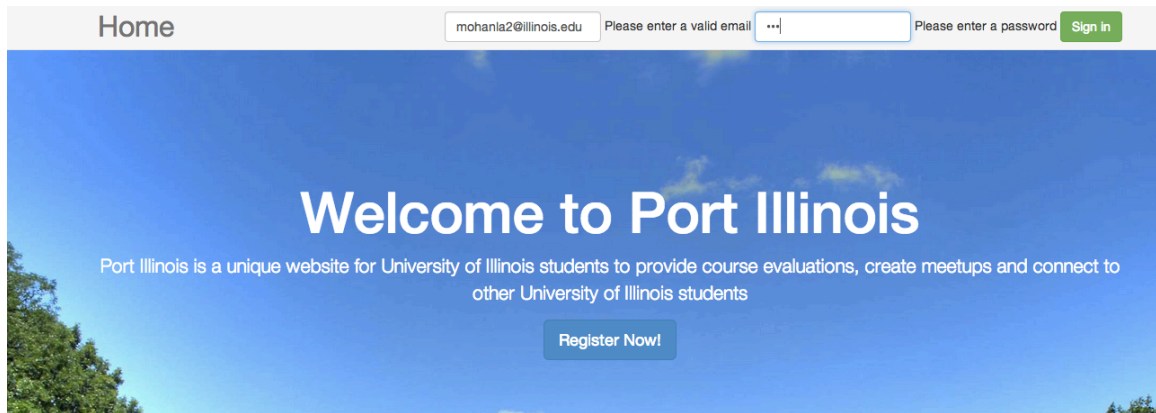 Home mohanla2@illinois.edu Please enter a valid email ••• Please enter a password Sign in
Welcome to Port Illinois
Port Illinois is a unique website for University of Illinois students to provide course evaluations, create meetups and connect to
other University of Illinois students
Register Now!